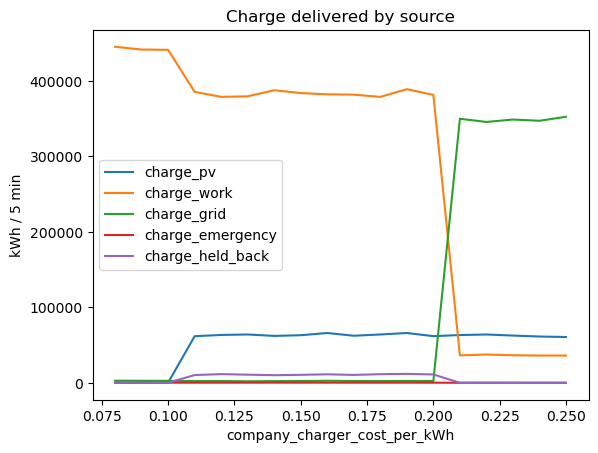 Charge delivered by source
kWh / 5 min
400000
300000
200000
100000
0
charge_pv
charge_work
charge_grid
charge_emergency
charge_held_back
0.075 0.100 0.125 0.150 0.175 0.200 0.225 0.250
company_charger_cost_per_kWh